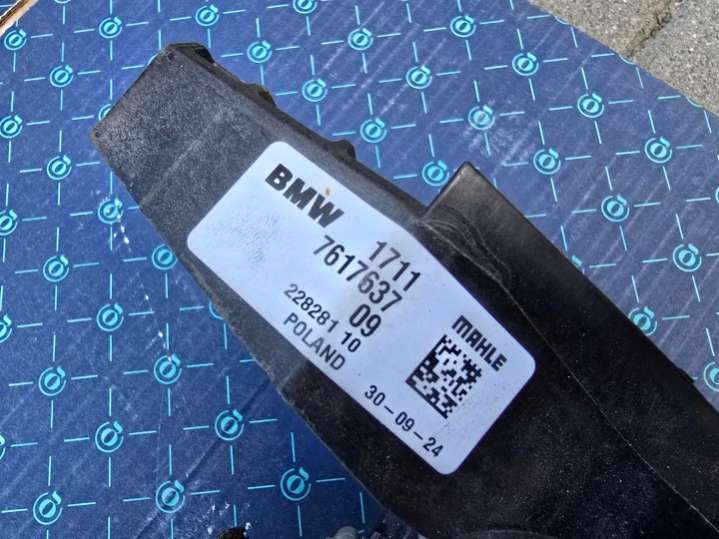 BMW 1711
7617637
09
228281 10
POLAND
MAHLE
30-09-24